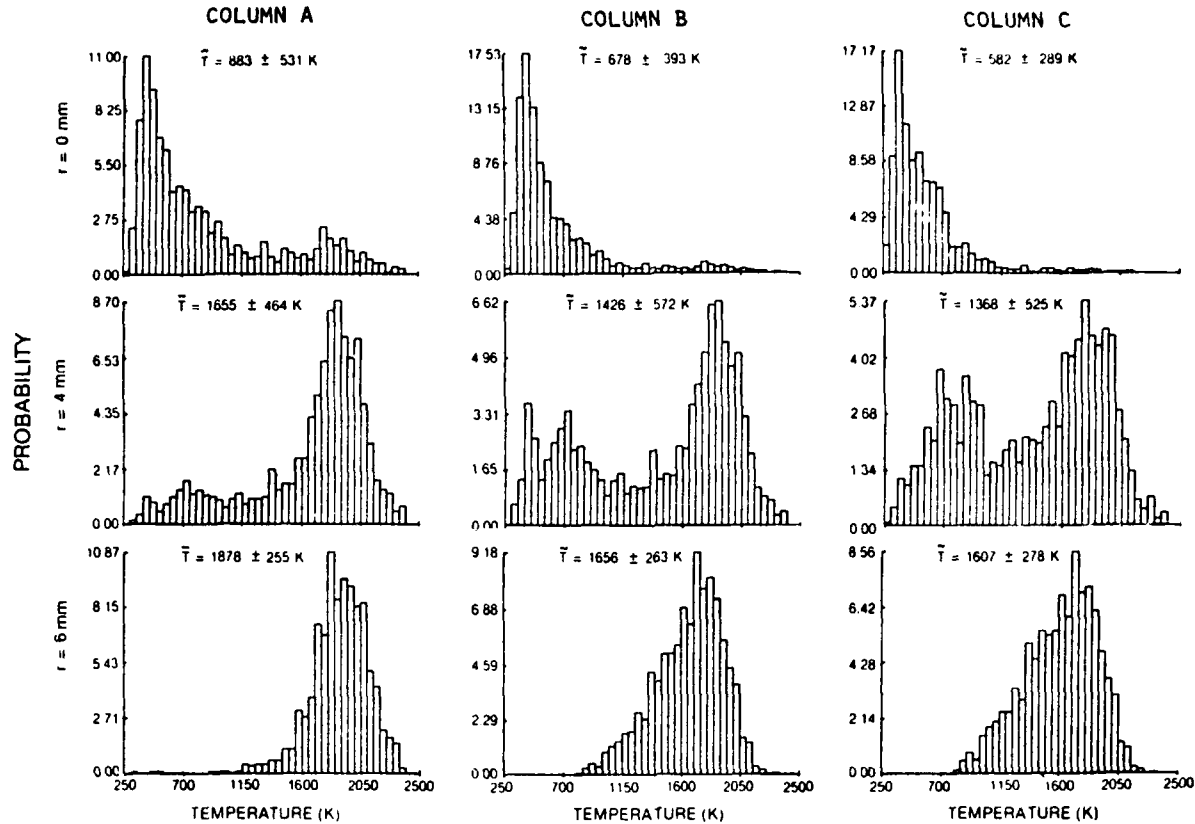 COLUMN A
COLUMN B
COLUMN C
PROBABILITY
r = 0 mm
T̃ = 883 ± 531 K
11 00
8.25
5.50
2.75
0 00
T̃ = 678 ± 393 K
17 53
13.15
8.76
4.38
0 00
T̃ = 582 ± 289 K
17 17
12.87
8 58
4.29
0 00
r = 4 mm
T̃ = 1655 ± 464 K
8 70
6.53
4.35
2.17
0.00
T̃ = 1426 ± 572 K
6 62
4 96
3.31
1.65
0.00
T̃ = 1368 ± 525 K
5.37
4 02
2 68
1 34
0.00
r = 6 mm
T̃ = 1878 ± 255 K
10 87
8.15
5.43
2.71
0 00
T̃ = 1656 ± 263 K
9 18
6 88
4 59
2.29
0 00
T̃ = 1607 ± 278 K
8 56
6 42
4 28
2 14
0 00
250 700 1150 1600 2050 2500
250 700 1150 1600 2050 2500
250 700 1150 1600 2050 2500
TEMPERATURE (K)
TEMPERATURE (K)
TEMPERATURE (K)